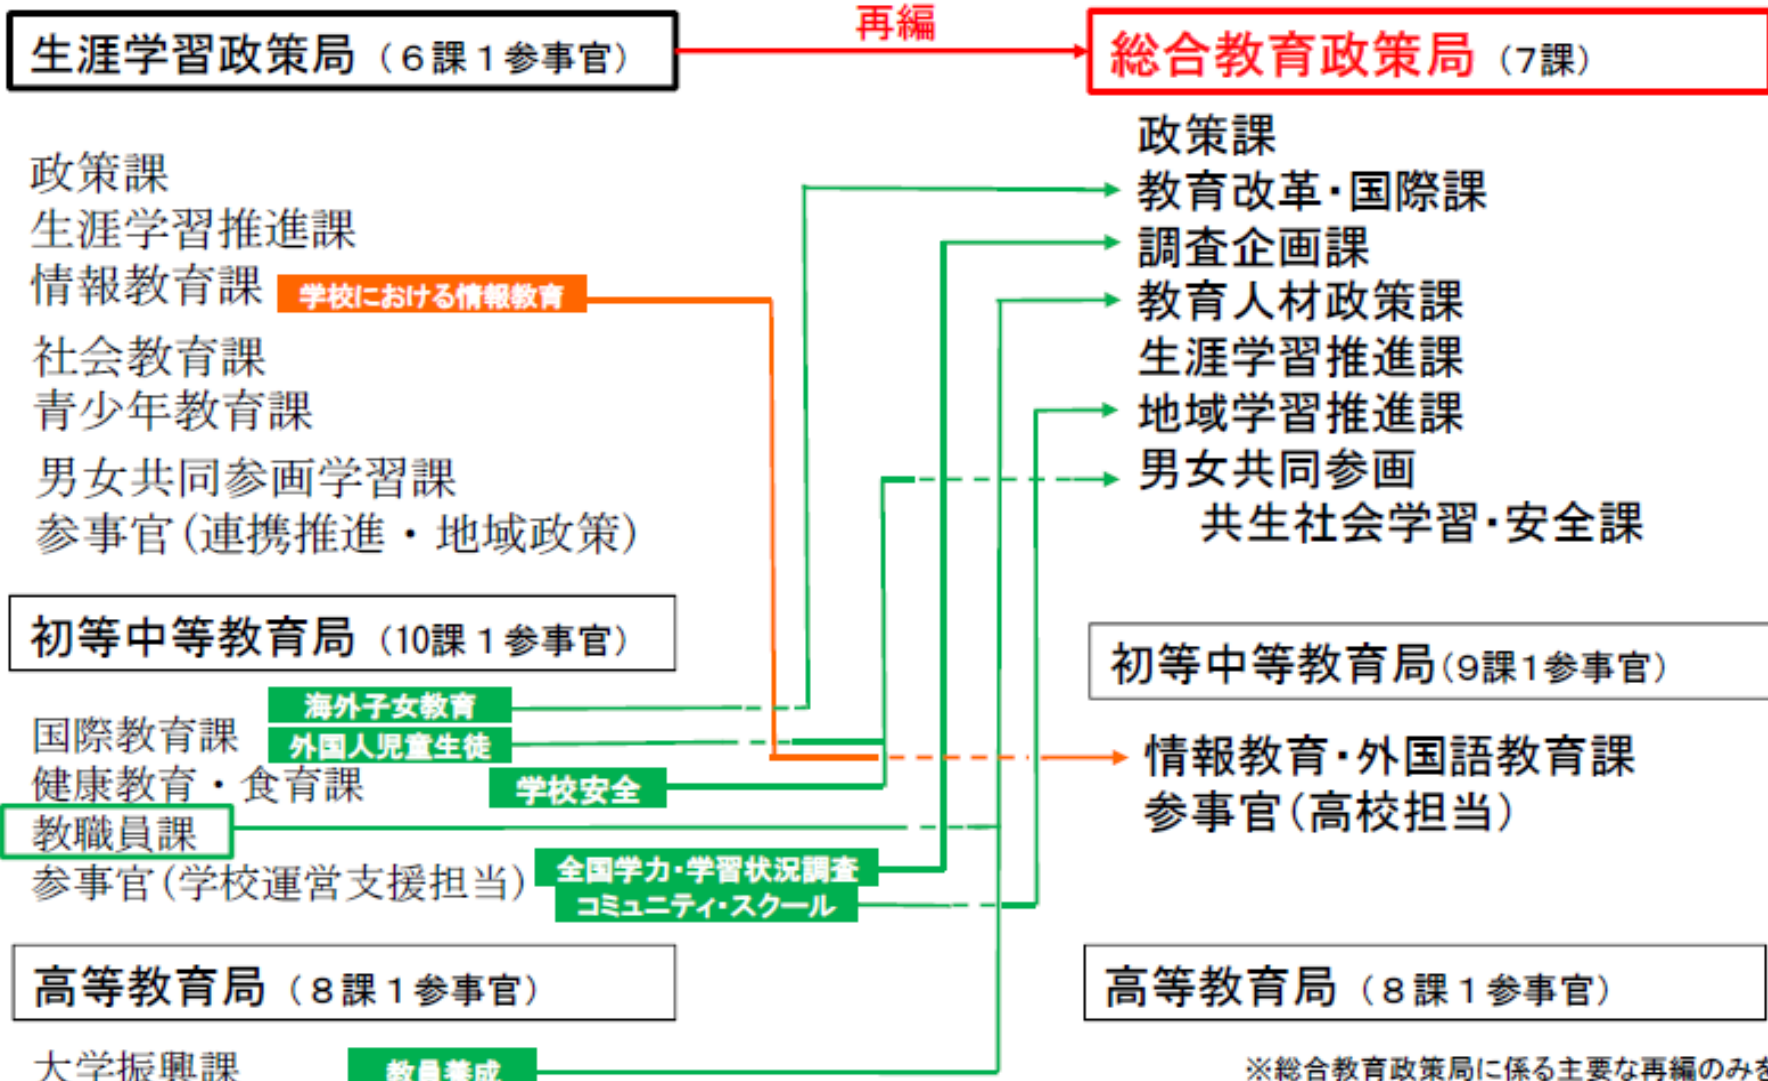 再編
生涯学習政策局（６課１参事官）
総合教育政策局（7課）
政策課
生涯学習推進課
情報教育課 学校における情報教育
社会教育課
青少年教育課
男女共同参画学習課
参事官（連携推進・地域政策）
政策課
教育改革・国際課
調査企画課
教育人材政策課
生涯学習推進課
地域学習推進課
男女共同参画
共生社会学習・安全課
初等中等教育局（10課１参事官）
海外子女教育
国際教育課 外国人児童生徒
健康教育・食育課 学校安全
教職員課
参事官（学校運営支援担当） 全国学力・学習状況調査
コミュニティ・スクール
初等中等教育局（9課1参事官）
情報教育・外国語教育課
参事官（高校担当）
高等教育局（８課１参事官）
大学振興課 教員養成
高等教育局（８課１参事官）
※総合教育政策局に係る主要な再編のみを